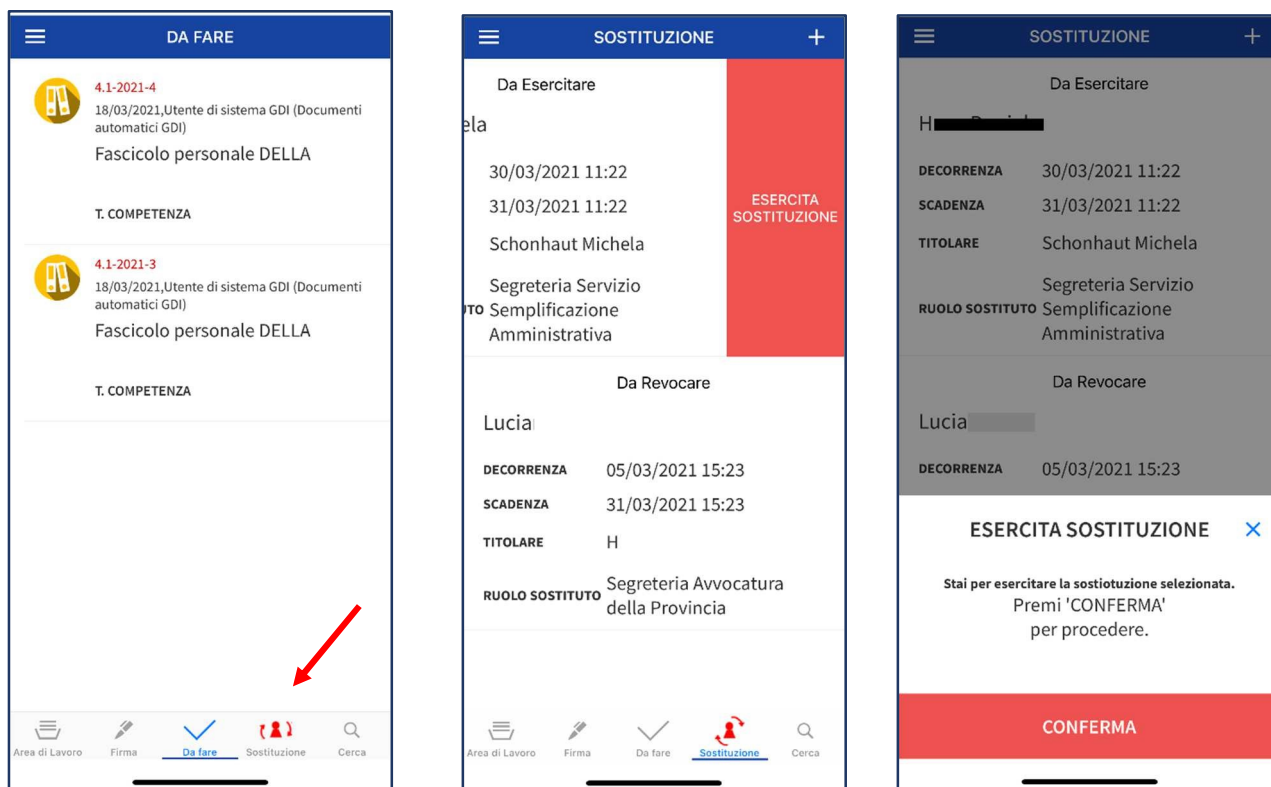 DA FARE
4.1-2021-4
18/03/2021,Utente di sistema GDI (Documenti
automatici GDI)
Fascicolo personale DELLA
T. COMPETENZA
4.1-2021-3
18/03/2021,Utente di sistema GDI (Documenti
automatici GDI)
Fascicolo personale DELLA
T. COMPETENZA
Area di Lavoro Firma Da fare Sostituzione Cerca
SOSTITUZIONE +
Da Esercitare
ela
30/03/2021 11:22
31/03/2021 11:22
Schonhaut Michela
Segreteria Servizio
UTO Semplificazione
Amministrativa
ESERCITA
SOSTITUZIONE
Da Revocare
Lucia
DECORRENZA 05/03/2021 15:23
SCADENZA 31/03/2021 15:23
TITOLARE H
RUOLO SOSTITUTO Segreteria Avvocatura
della Provincia
Area di Lavoro Firma Da fare Sostituzione Cerca
SOSTITUZIONE +
Da Esercitare
H
DECORRENZA 30/03/2021 11:22
SCADENZA 31/03/2021 11:22
TITOLARE Schonhaut Michela
Segreteria Servizio
RUOLO SOSTITUTO Semplificazione
Amministrativa
Da Revocare
Lucia
DECORRENZA 05/03/2021 15:23
ESERCITA SOSTITUZIONE
Stai per esercitare la sostiotuzione selezionata.
Premi 'CONFERMA'
per procedere.
CONFERMA